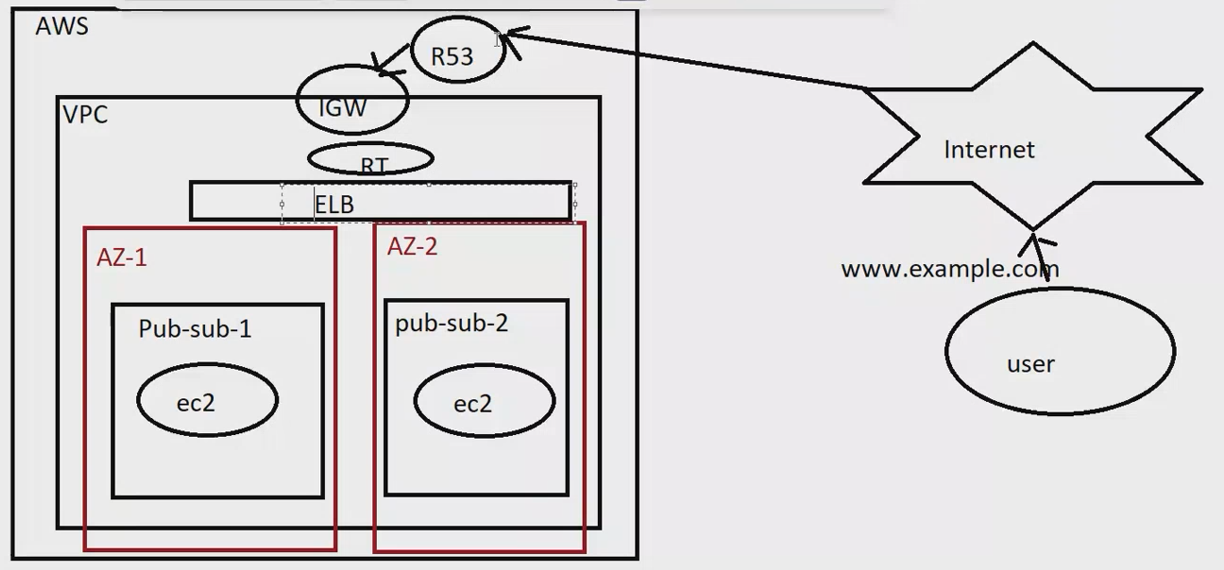 AWS
R53
IGW
VPC
RT
ELB
AZ-1
AZ-2
Pub-sub-1
pub-sub-2
ec2
ec2
Internet
www.example.com
user